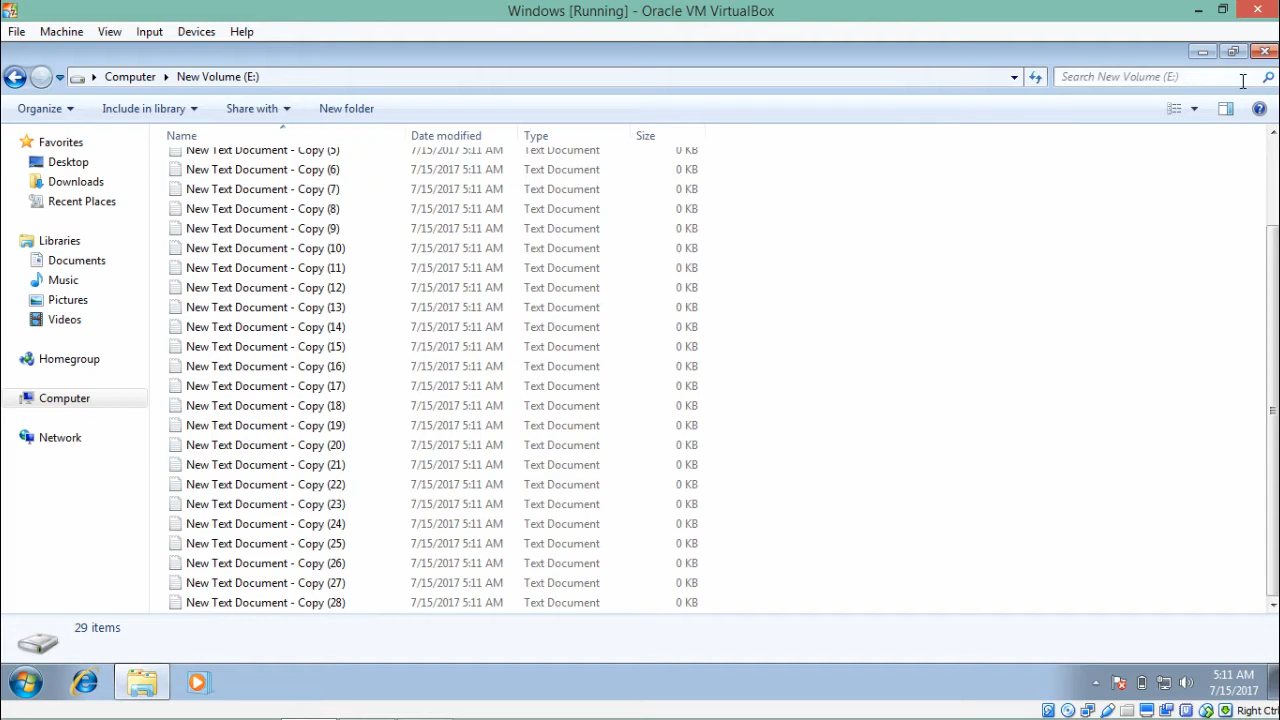 Windows [Running] - Oracle VM VirtualBox
File Machine View Input Devices Help
Computer New Volume (E:) Search New Volume (E:)
Organize Include in library Share with New folder
Name Date modified Type Size
Favorites
Desktop
Downloads
Recent Places
Libraries
Documents
Music
Pictures
Videos
Homegroup
Computer
Network
New Text Document - Copy (5) 7/15/2017 5:11 AM Text Document 0 KB
New Text Document - Copy (6) 7/15/2017 5:11 AM Text Document 0 KB
New Text Document - Copy (7) 7/15/2017 5:11 AM Text Document 0 KB
New Text Document - Copy (8) 7/15/2017 5:11 AM Text Document 0 KB
New Text Document - Copy (9) 7/15/2017 5:11 AM Text Document 0 KB
New Text Document - Copy (10) 7/15/2017 5:11 AM Text Document 0 KB
New Text Document - Copy (11) 7/15/2017 5:11 AM Text Document 0 KB
New Text Document - Copy (12) 7/15/2017 5:11 AM Text Document 0 KB
New Text Document - Copy (13) 7/15/2017 5:11 AM Text Document 0 KB
New Text Document - Copy (14) 7/15/2017 5:11 AM Text Document 0 KB
New Text Document - Copy (15) 7/15/2017 5:11 AM Text Document 0 KB
New Text Document - Copy (16) 7/15/2017 5:11 AM Text Document 0 KB
New Text Document - Copy (17) 7/15/2017 5:11 AM Text Document 0 KB
New Text Document - Copy (18) 7/15/2017 5:11 AM Text Document 0 KB
New Text Document - Copy (19) 7/15/2017 5:11 AM Text Document 0 KB
New Text Document - Copy (20) 7/15/2017 5:11 AM Text Document 0 KB
New Text Document - Copy (21) 7/15/2017 5:11 AM Text Document 0 KB
New Text Document - Copy (22) 7/15/2017 5:11 AM Text Document 0 KB
New Text Document - Copy (23) 7/15/2017 5:11 AM Text Document 0 KB
New Text Document - Copy (24) 7/15/2017 5:11 AM Text Document 0 KB
New Text Document - Copy (25) 7/15/2017 5:11 AM Text Document 0 KB
New Text Document - Copy (26) 7/15/2017 5:11 AM Text Document 0 KB
New Text Document - Copy (27) 7/15/2017 5:11 AM Text Document 0 KB
New Text Document - Copy (28) 7/15/2017 5:11 AM Text Document 0 KB
29 items
5:11 AM
7/15/2017
Right Ctrl